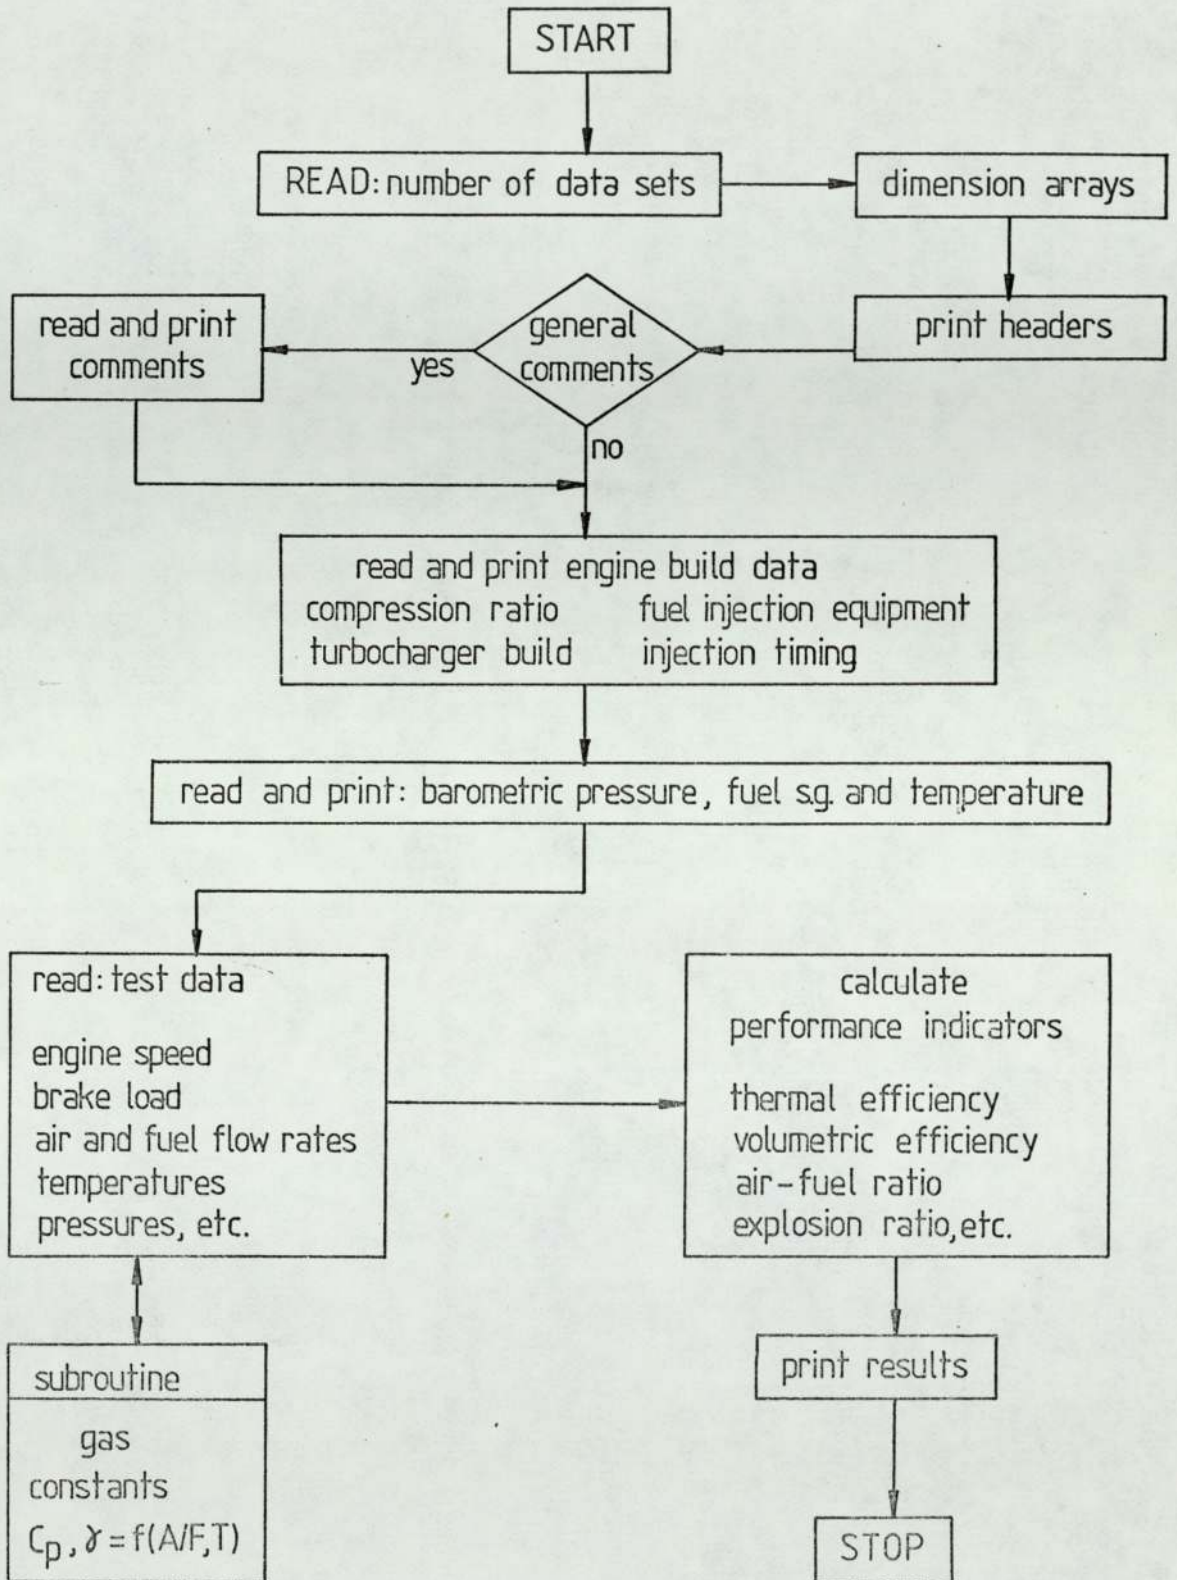 START
READ: number of data sets
dimension arrays
print headers
general
comments
yes
read and print
comments
no
read and print engine build data
compression ratio fuel injection equipment
turbocharger build injection timing
read and print: barometric pressure, fuel s.g. and temperature
read: test data
engine speed
brake load
air and fuel flow rates
temperatures
pressures, etc.
subroutine
gas
constants
Cp, γ = f(A/F,T)
calculate
performance indicators
thermal efficiency
volumetric efficiency
air-fuel ratio
explosion ratio, etc.
print results
STOP